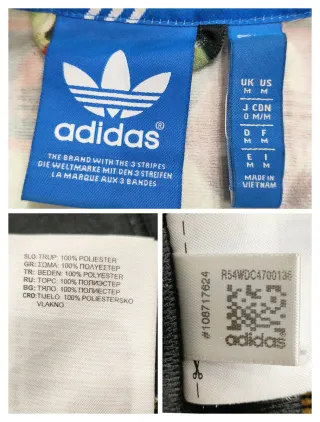 adidas®
THE BRAND WITH THE 3 STRIPES
DIE WELTMARKE MIT DEN 3 STREIFEN
LA MARQUE AUX 3 BANDES
UK US
M M
J CDN
O M/M
D F
M M
E I
M M
MADE IN
VIETNAM
SLO: TRUP: 100% POLIESTER
GR: ΣΩΜΑ: 100% ΠΟΛΥΕΣΤΕΡ
TR: BEDEN: 100% POLYESTER
RU: ТОРС: 100% ПОЛИЭСТЕР
BG: ТЯЛО: 100% ПОЛИЕСТЕР
CRO:TIJELO: 100% POLIESTERSKO
VLAKNO
#108717624
R54WDC4700136
adidas